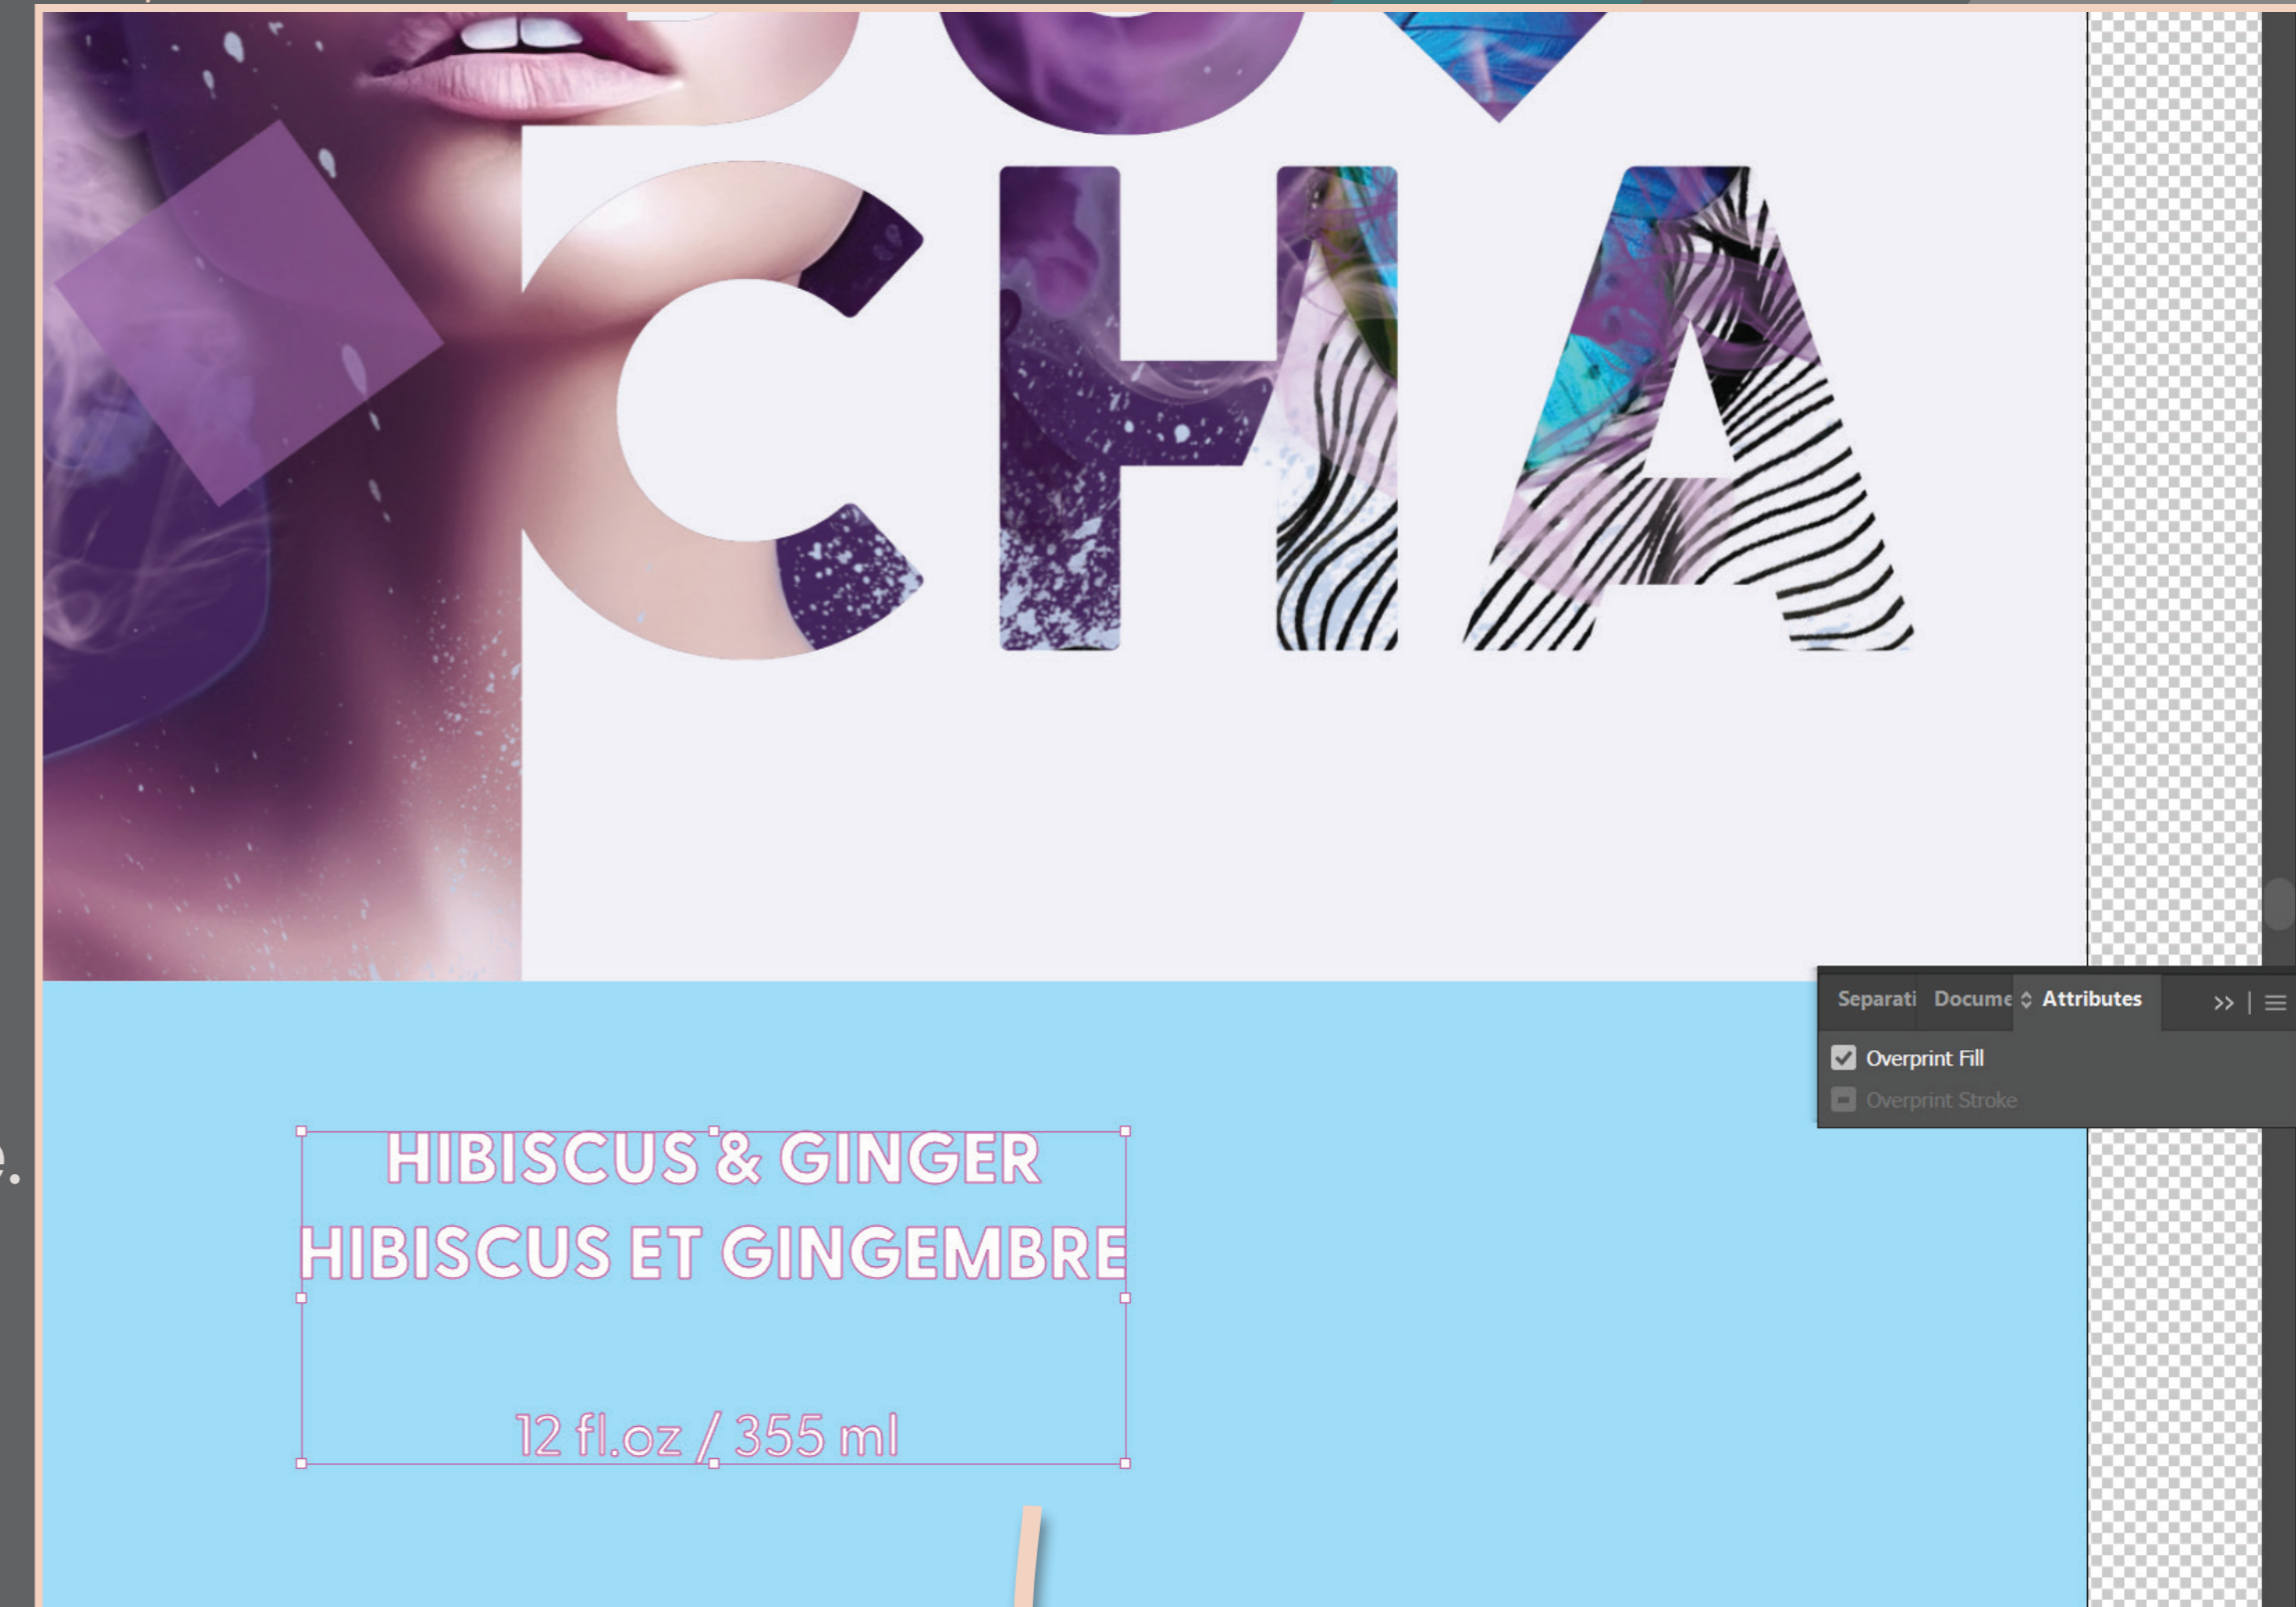 CHA
Separati Docume Attributes
Overprint Fill
Overprint Stroke
HIBISCUS & GINGER
HIBISCUS ET GINGEMBRE
12 fl.oz / 355 ml